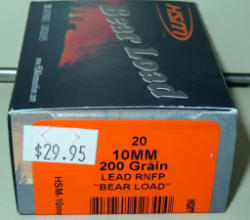 HSM
Bear Load
$29.95
20
10MM
200 Grain
LEAD RNFP
"BEAR LOAD"
HSM-10mm